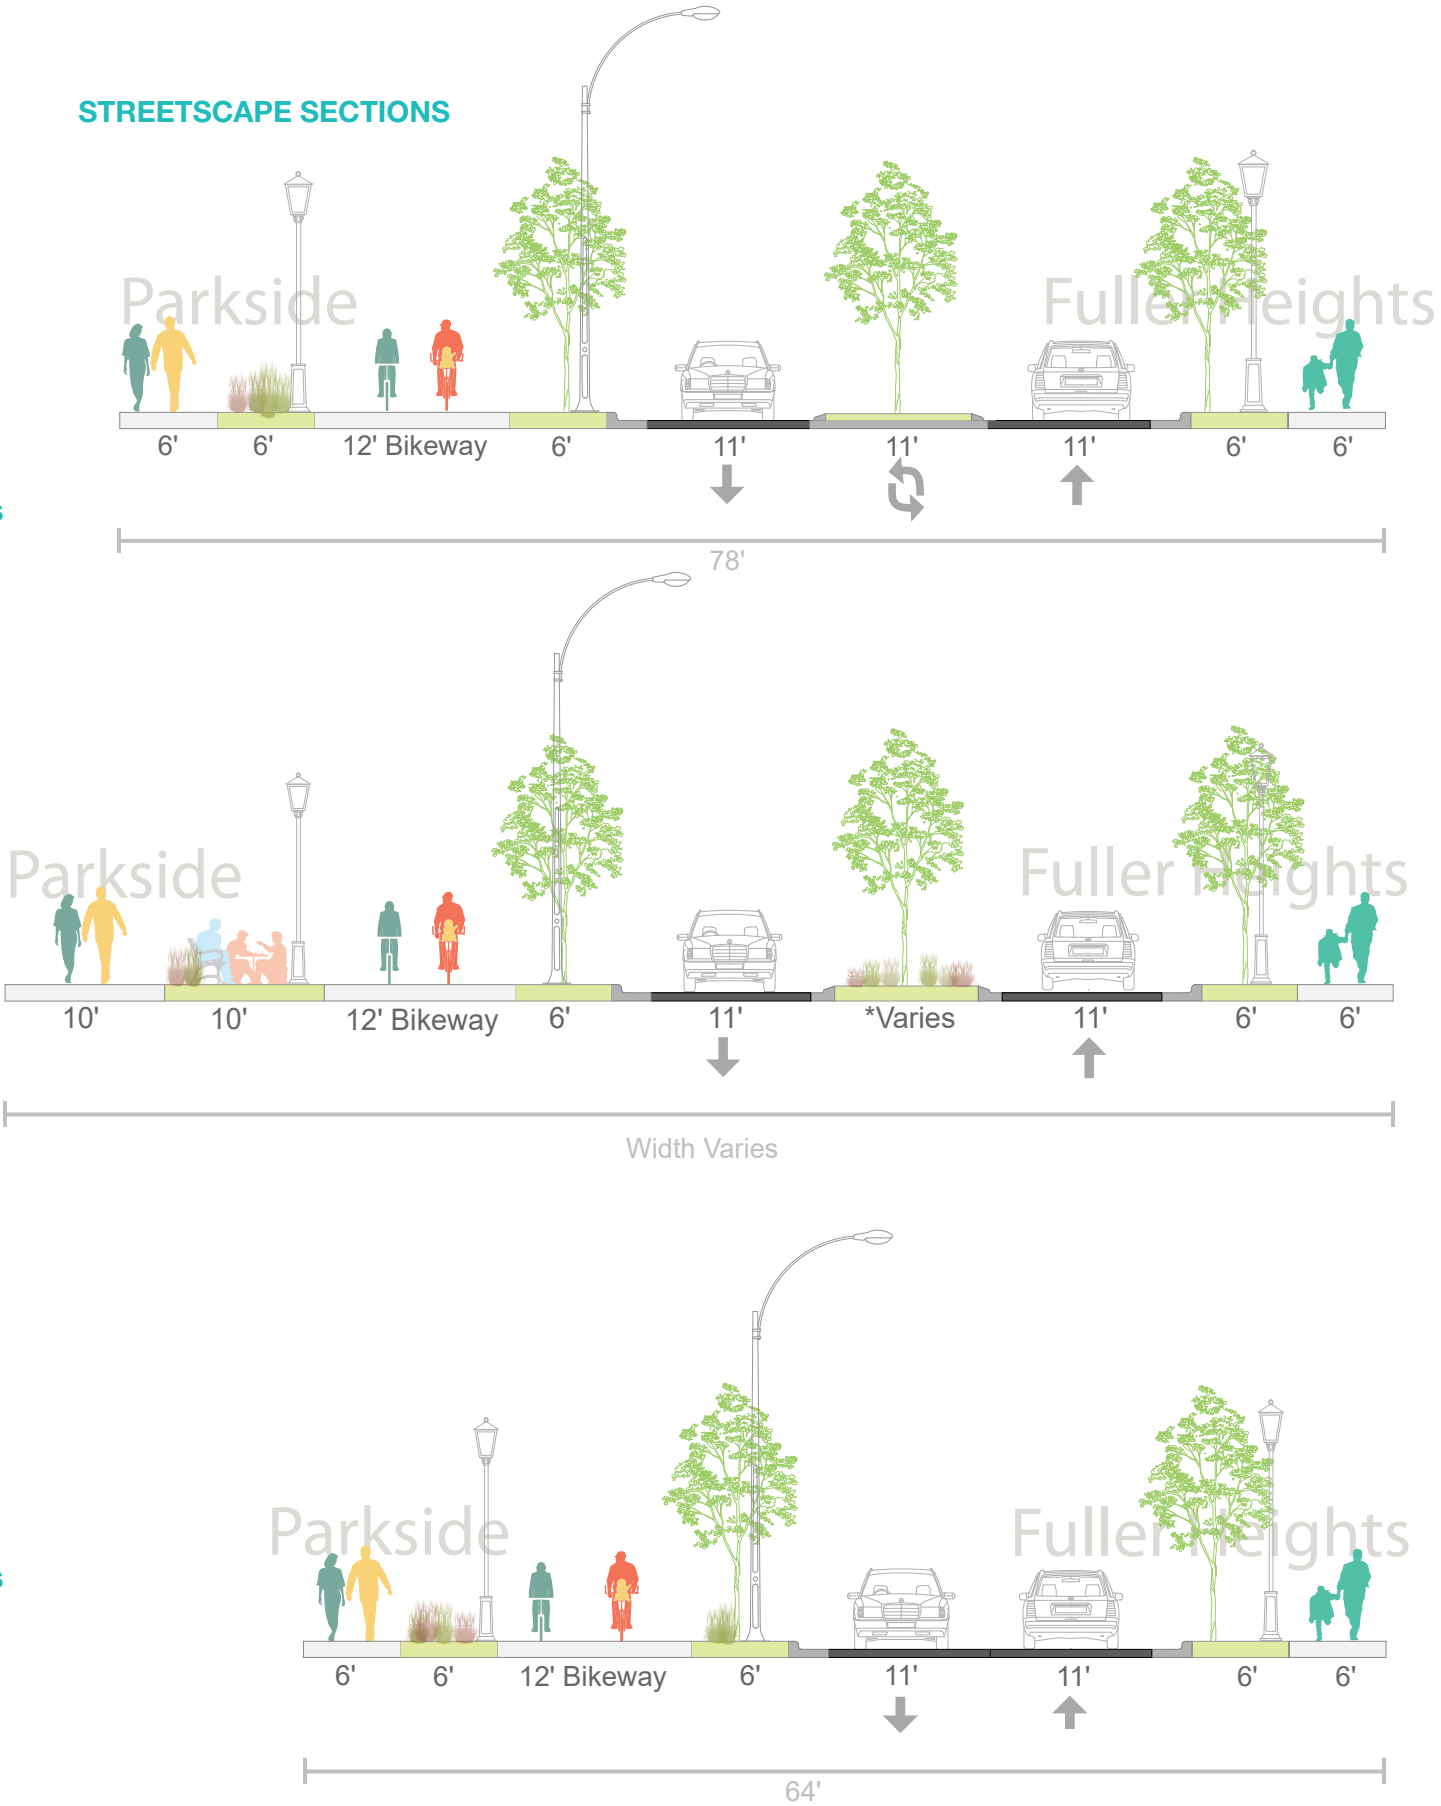 STREETSCAPE SECTIONS
Parkside
Fuller Heights
6' 6' 12' Bikeway 6' 11' 11' 11' 6' 6'
78'
Parkside
Fuller Heights
10' 10' 12' Bikeway 6' 11' *Varies 11' 6' 6'
Width Varies
Parkside
Fuller Heights
6' 6' 12' Bikeway 6' 11' 11' 6' 6'
64'